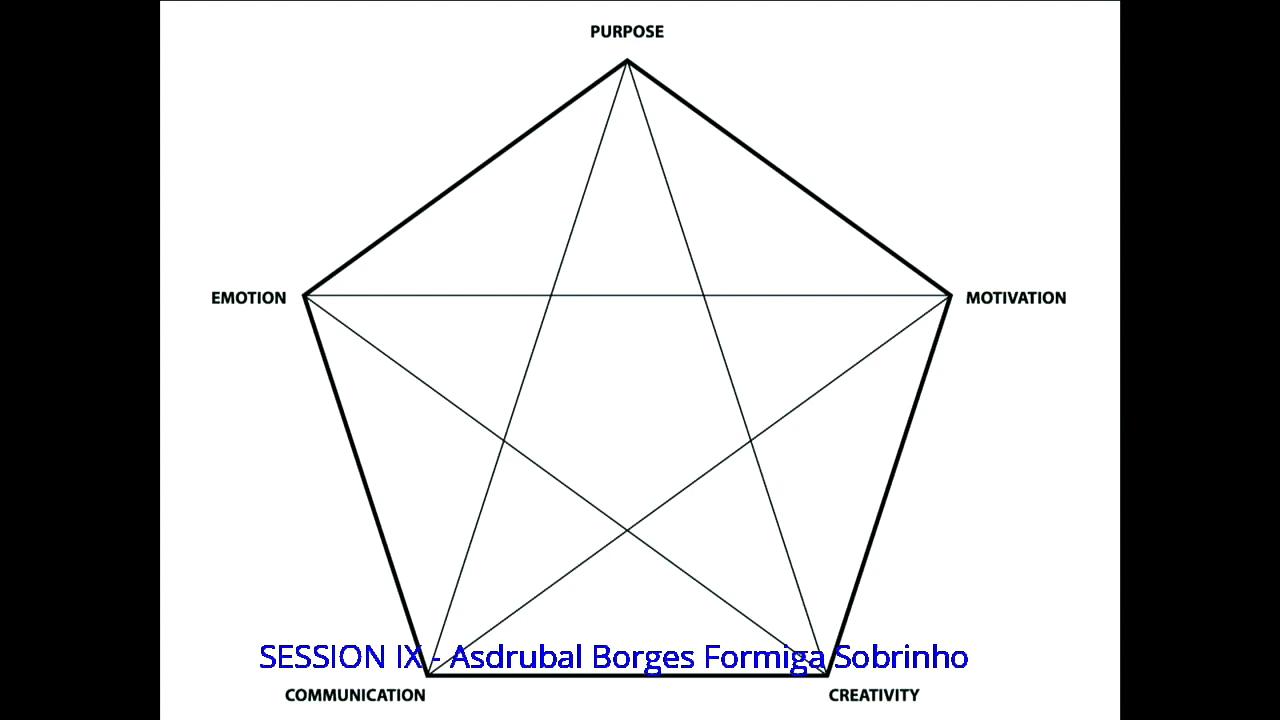 PURPOSE
EMOTION
MOTIVATION
SESSION IX - Asdrubal Borges Formiga Sobrinho
COMMUNICATION
CREATIVITY